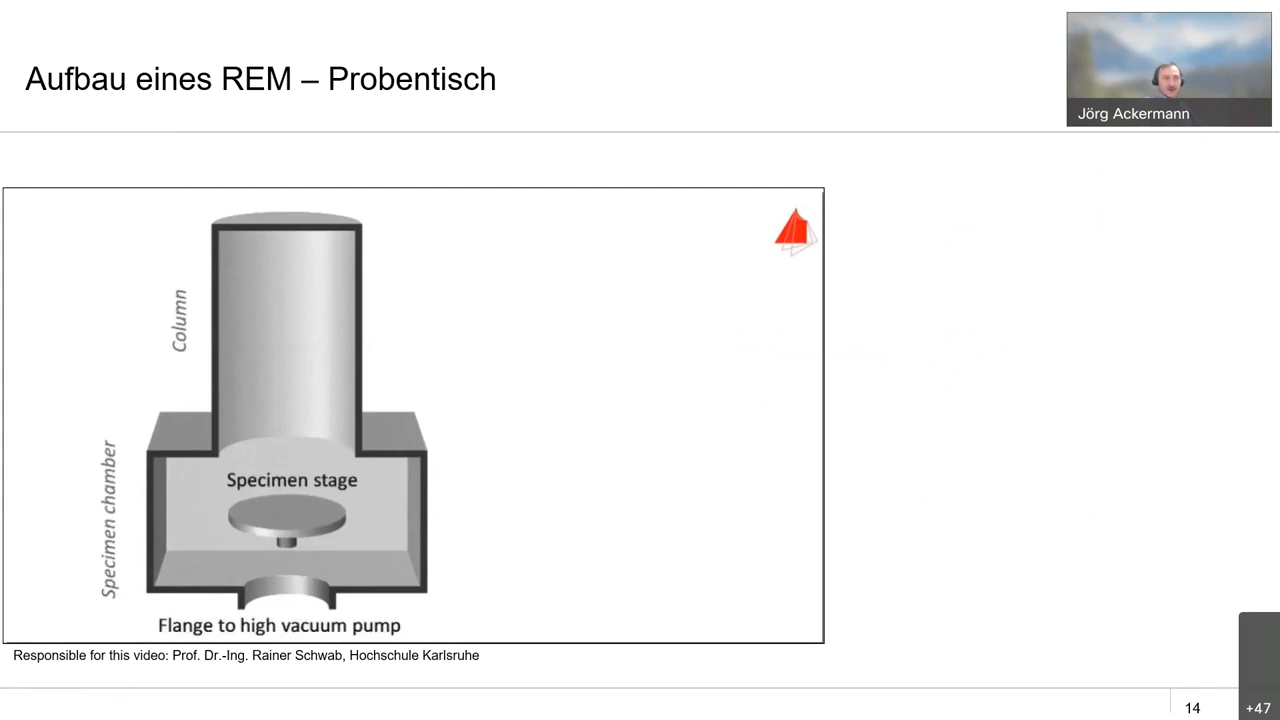 Aufbau eines REM – Probentisch
Jörg Ackermann
Column
Specimen chamber
Specimen stage
Flange to high vacuum pump
Responsible for this video: Prof. Dr.-Ing. Rainer Schwab, Hochschule Karlsruhe
14
+47